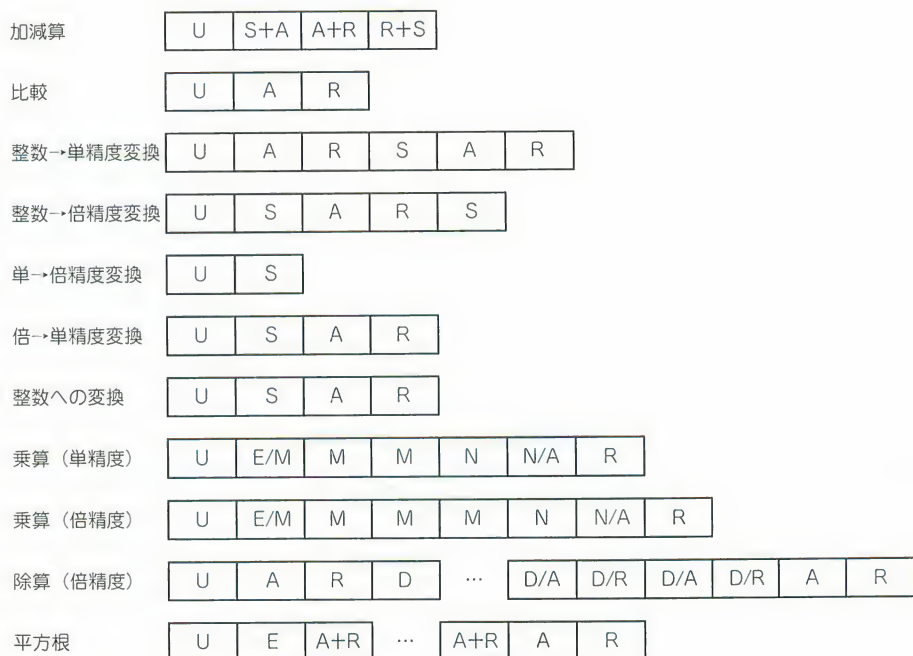 加減算 U S+A A+R R+S
比較 U A R
整数→単精度変換 U A R S A R
整数→倍精度変換 U S A R S
単→倍精度変換 U S
倍→単精度変換 U S A R
整数への変換 U S A R
乗算（単精度） U E/M M M N N/A R
乗算（倍精度） U E/M M M M N N/A R
除算（倍精度） U A R D … D/A D/R D/A D/R A R
平方根 U E A+R … A+R A R